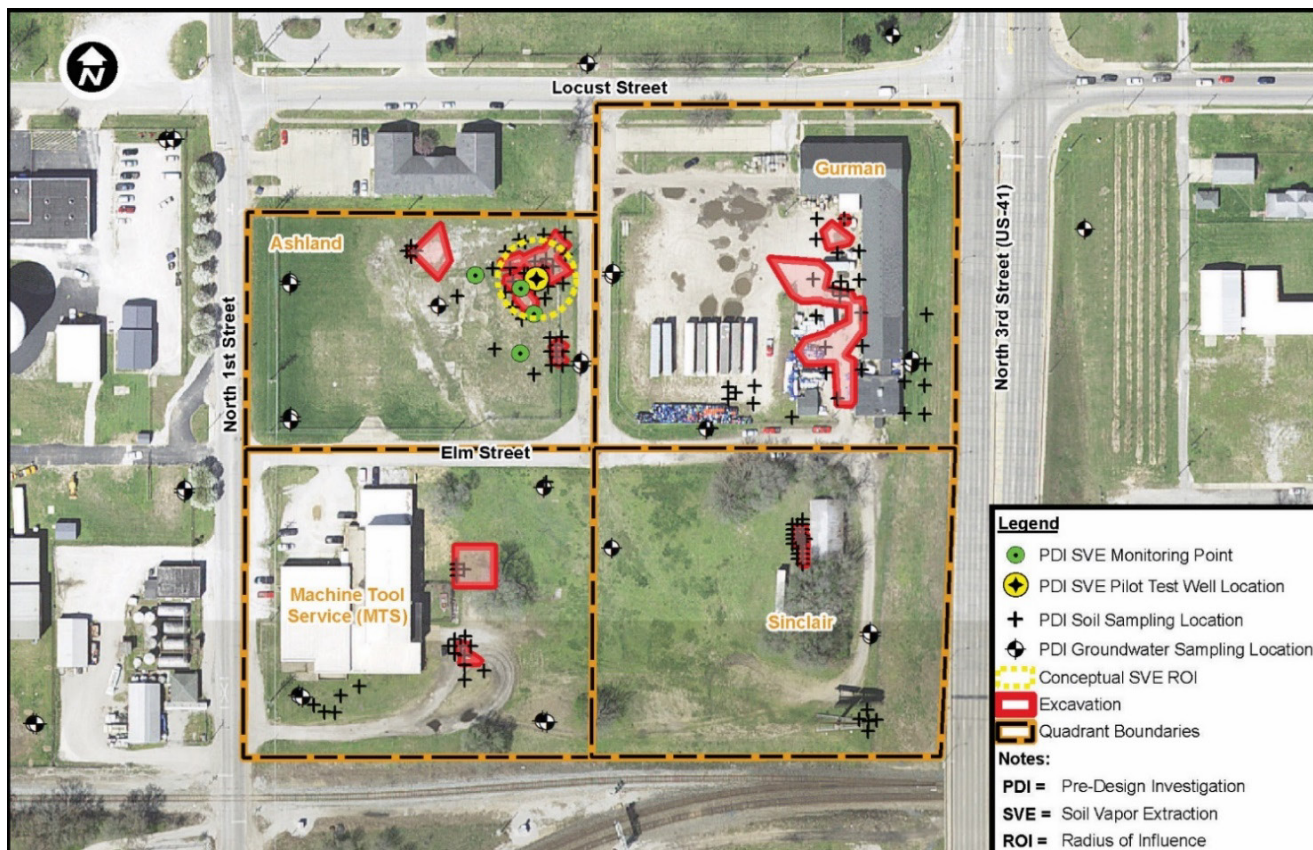 N
Locust Street
Gurman
Ashland
North 1st Street
North 3rd Street (US-41)
Elm Street
Machine Tool
Service (MTS)
Sinclair
Legend
PDI SVE Monitoring Point
PDI SVE Pilot Test Well Location
PDI Soil Sampling Location
PDI Groundwater Sampling Location
Conceptual SVE ROI
Excavation
Quadrant Boundaries
Notes:
PDI = Pre-Design Investigation
SVE = Soil Vapor Extraction
ROI = Radius of Influence